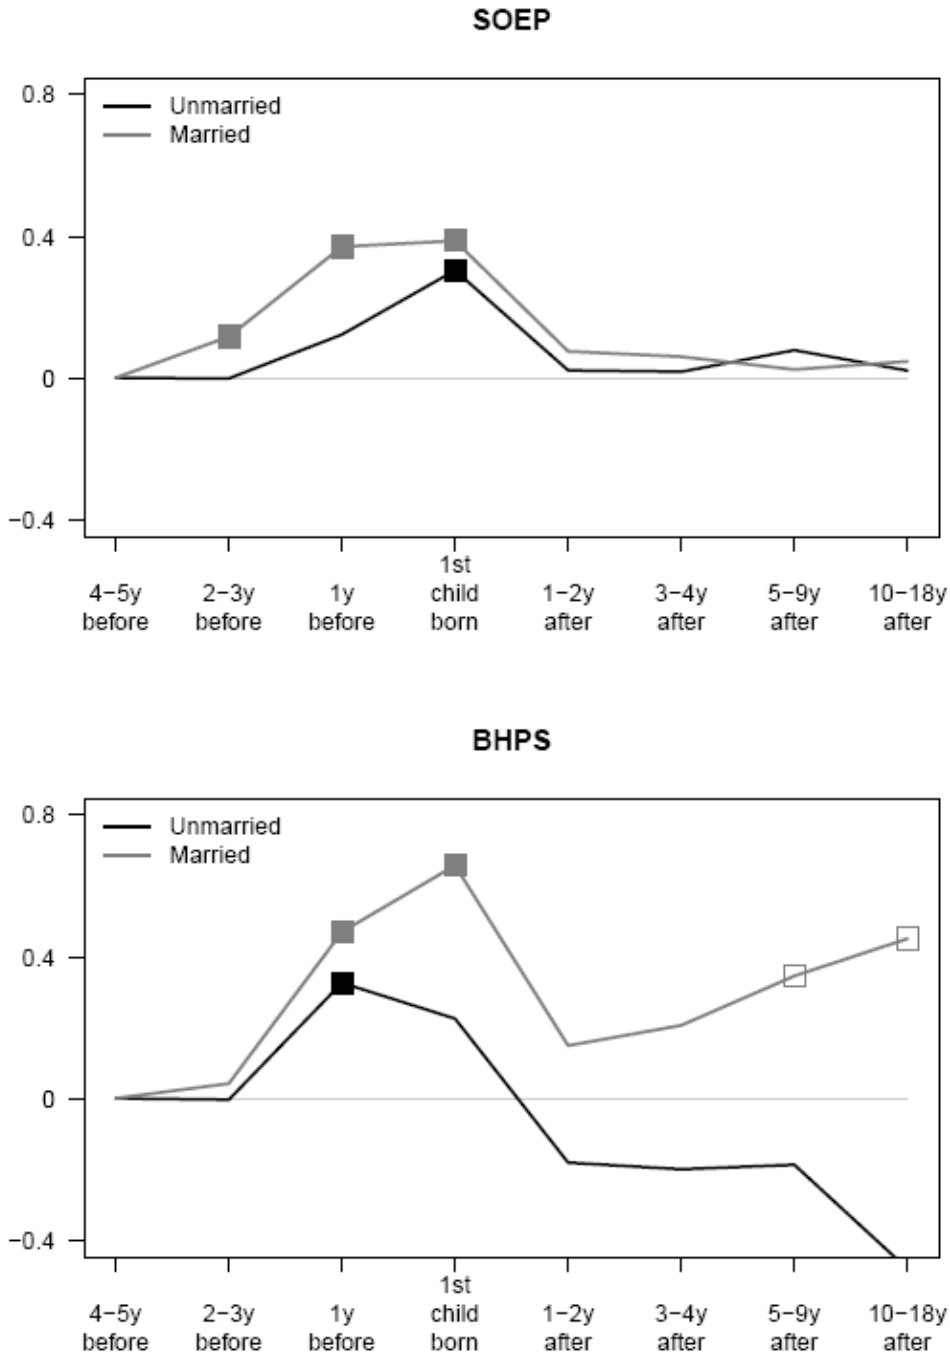 SOEP
0.8
Unmarried
Married
0.4
0
−0.4
4−5y before
2−3y before
1y before
1st child born
1−2y after
3−4y after
5−9y after
10−18y after
BHPS
0.8
Unmarried
Married
0.4
0
−0.4
4−5y before
2−3y before
1y before
1st child born
1−2y after
3−4y after
5−9y after
10−18y after